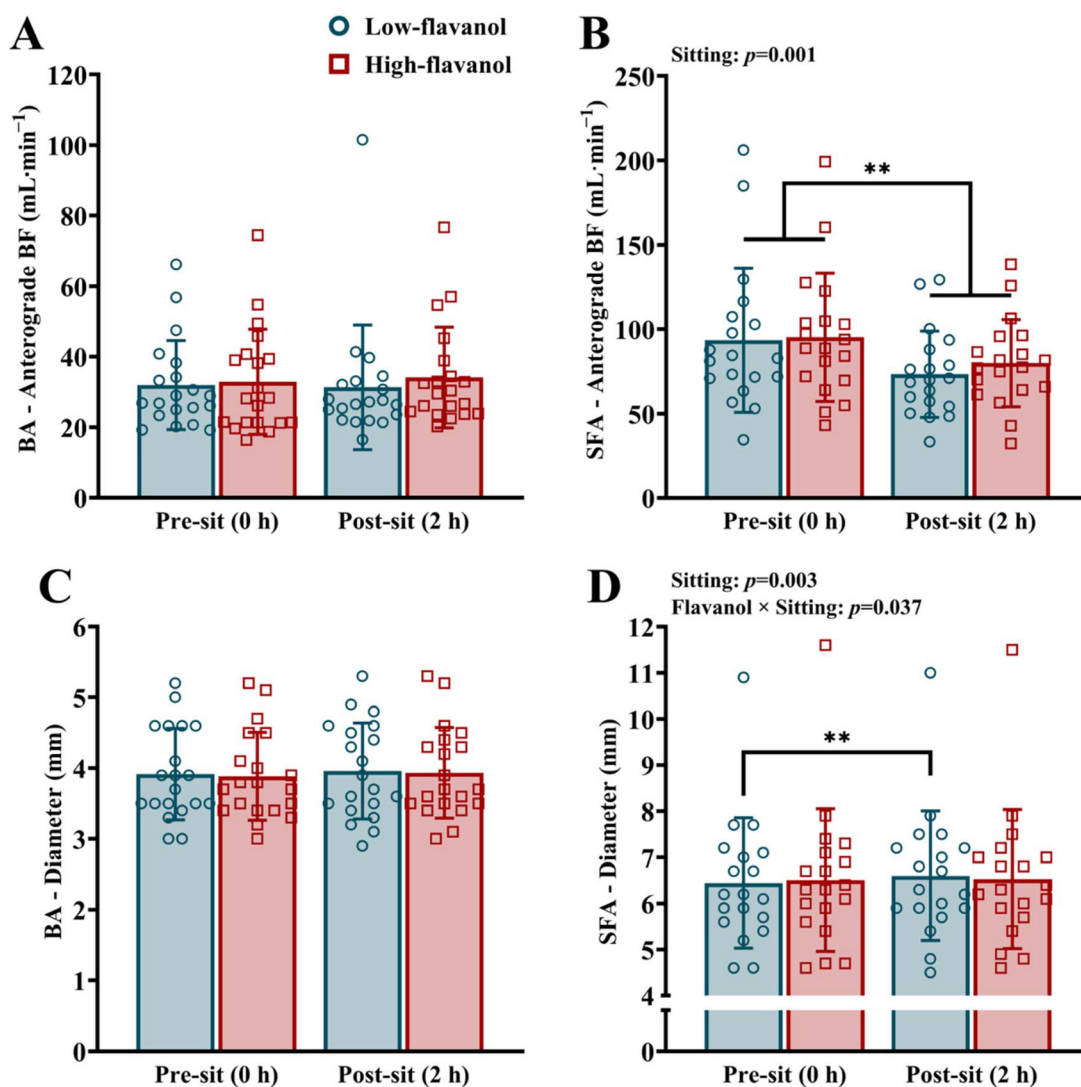 A
Low-flavanol
High-flavanol
BA - Anterograde BF (mL·min⁻¹)
120
100
80
60
40
20
0
Pre-sit (0 h)
Post-sit (2 h)
B
Sitting: p=0.001
SFA - Anterograde BF (mL·min⁻¹)
250
200
150
100
50
0
**
Pre-sit (0 h)
Post-sit (2 h)
C
BA - Diameter (mm)
6
5
4
3
2
1
0
Pre-sit (0 h)
Post-sit (2 h)
D
Sitting: p=0.003
Flavanol × Sitting: p=0.037
SFA - Diameter (mm)
12
11
10
9
8
7
6
5
4
0
**
Pre-sit (0 h)
Post-sit (2 h)